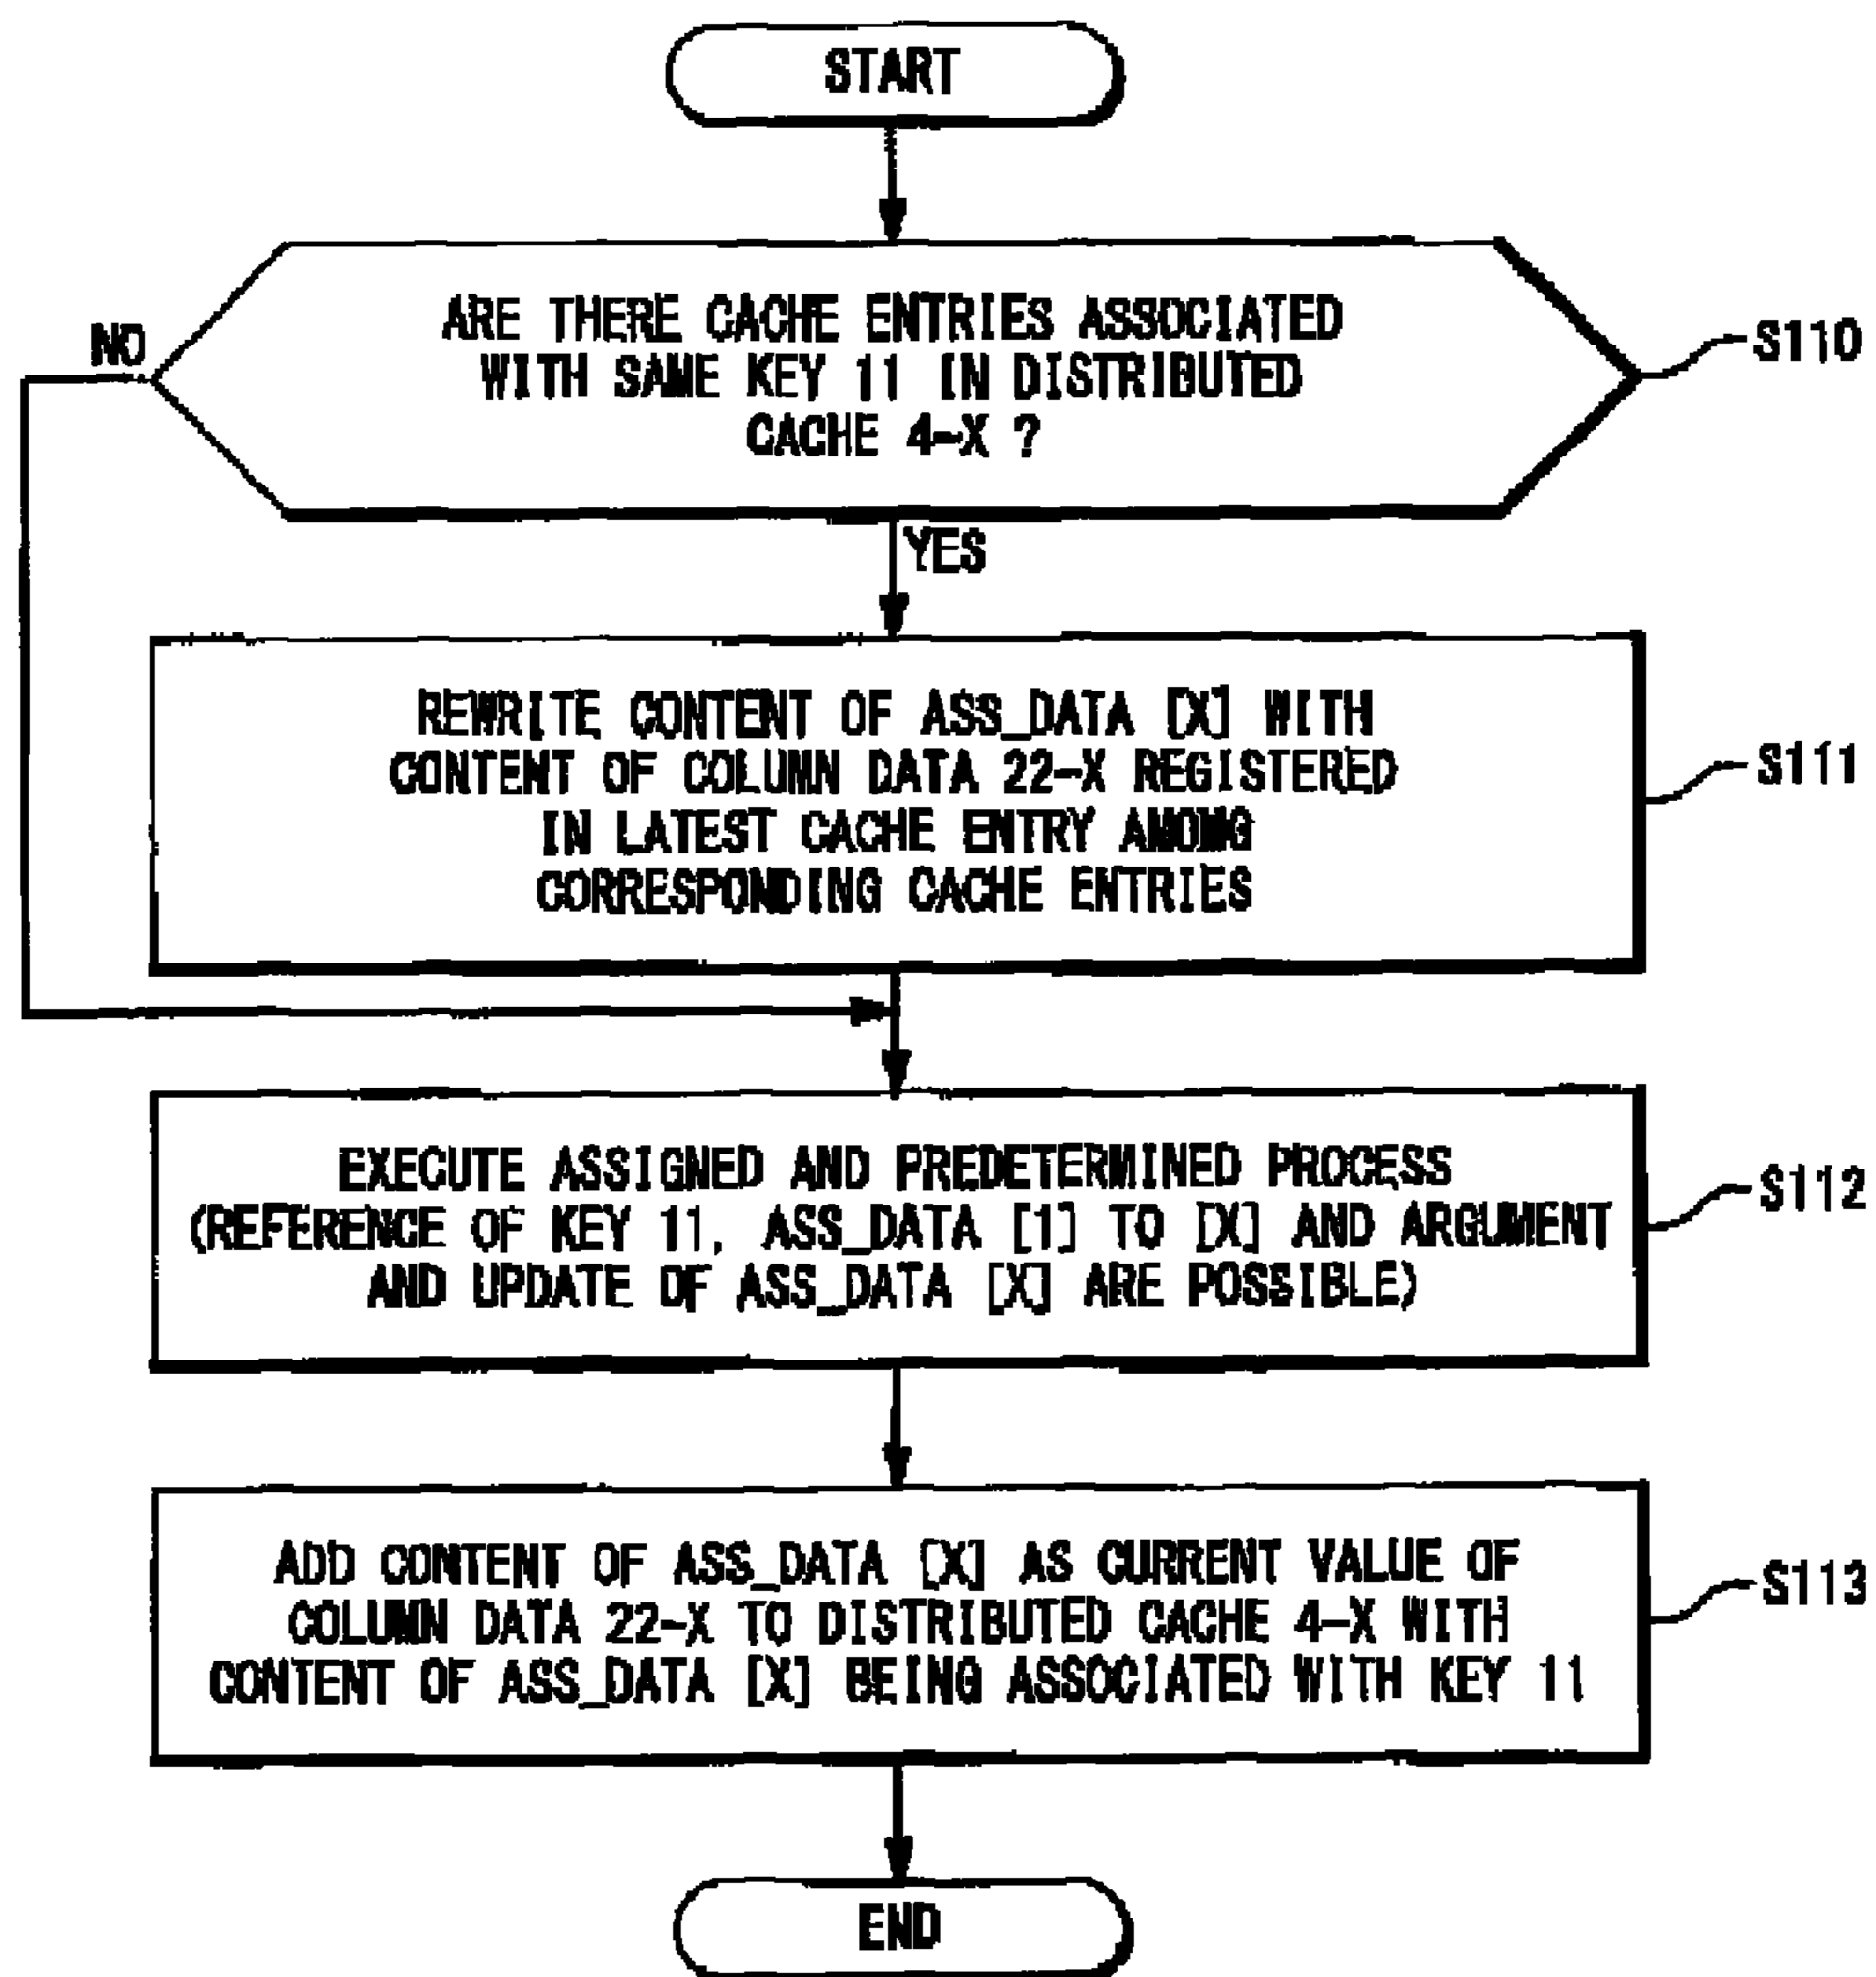 START
ARE THERE CACHE ENTRIES ASSOCIATED
WITH SAME KEY 11 IN DISTRIBUTED
CACHE 4-X ?
NO
S110
YES
REWRITE CONTENT OF ASS_DATA [X] WITH
CONTENT OF COLUMN DATA 22-X REGISTERED
IN LATEST CACHE ENTRY AMONG
CORRESPONDING CACHE ENTRIES
S111
EXECUTE ASSIGNED AND PREDETERMINED PROCESS
(REFERENCE OF KEY 11, ASS_DATA [1] TO [X] AND ARGUMENT
AND UPDATE OF ASS_DATA [X] ARE POSSIBLE)
S112
ADD CONTENT OF ASS_DATA [X] AS CURRENT VALUE OF
COLUMN DATA 22-X TO DISTRIBUTED CACHE 4-X WITH
CONTENT OF ASS_DATA [X] BEING ASSOCIATED WITH KEY 11
S113
END